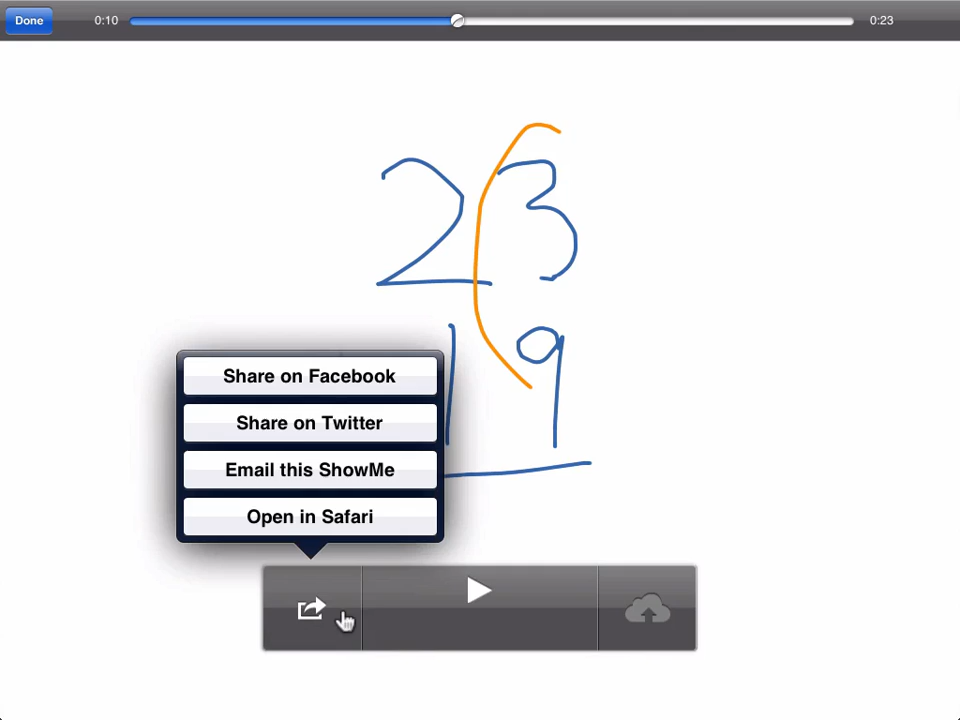 Done 0:10 0:23
23
19
Share on Facebook
Share on Twitter
Email this ShowMe
Open in Safari